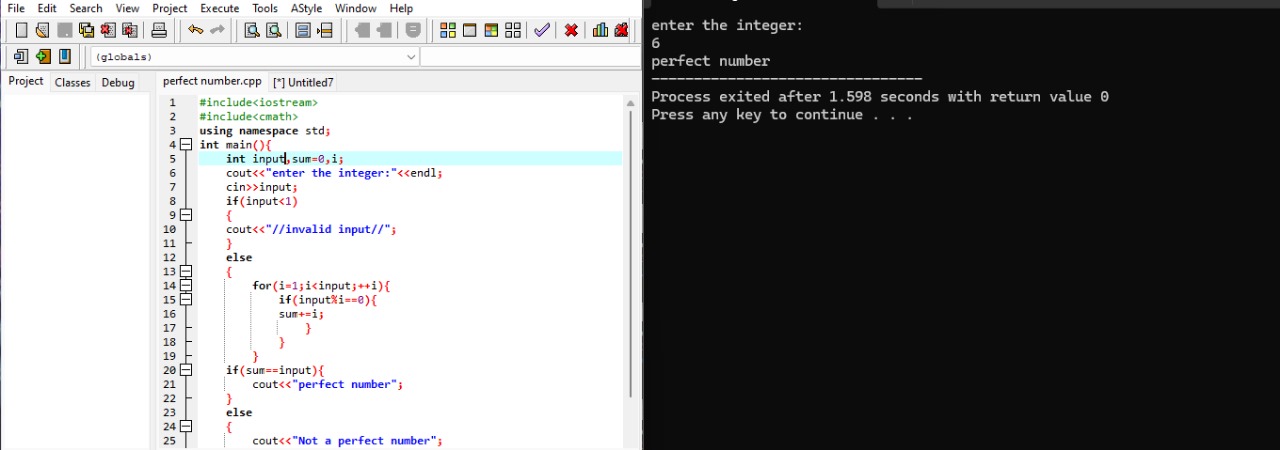 File Edit Search View Project Execute Tools AStyle Window Help
(globals)
Project Classes Debug
perfect number.cpp [*] Untitled7
1 #include<iostream>
2 #include<cmath>
3 using namespace std;
4 int main(){
5 int input,sum=0,i;
6 cout<<"enter the integer:"<<endl;
7 cin>>input;
8 if(input<1)
9 {
10 cout<<"//invalid input//";
11 }
12 else
13 {
14 for(i=1;i<input;++i){
15 if(input%i==0){
16 sum+=i;
17 }
18 }
19 }
20 if(sum==input){
21 cout<<"perfect number";
22 }
23 else
24 {
25 cout<<"Not a perfect number";
enter the integer:
6
perfect number
--------------------------------
Process exited after 1.598 seconds with return value 0
Press any key to continue . . .